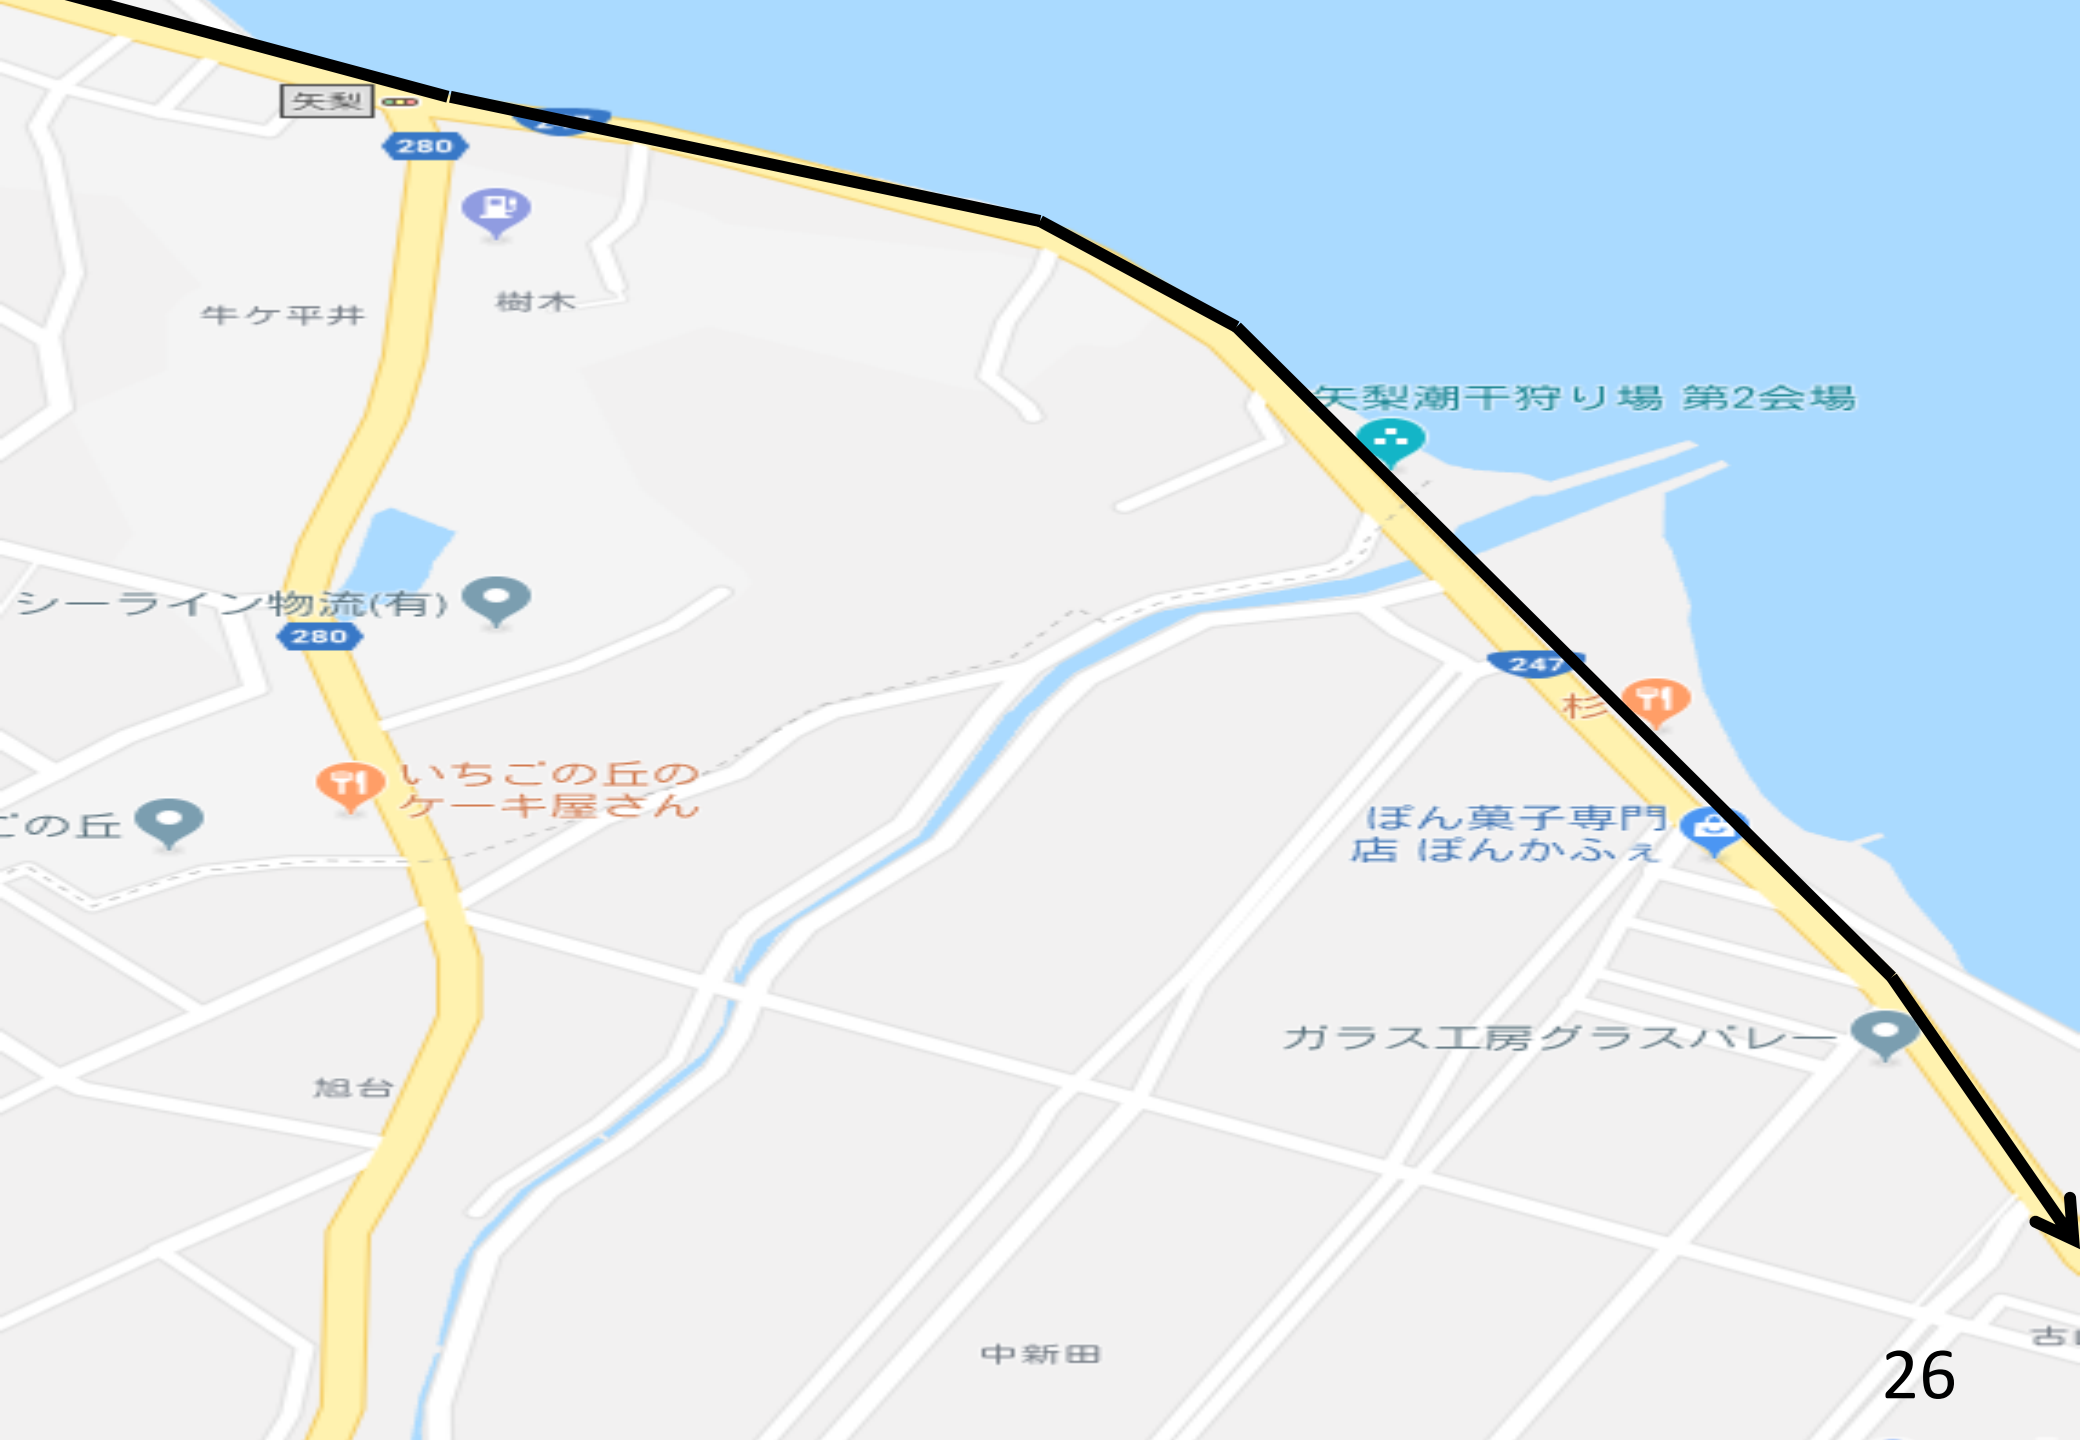 矢梨
280
牛ケ平井
樹木
矢梨潮干狩り場 第2会場
シーライン物流(有)
280
247
杉
いちごの丘の
ケーキ屋さん
ごの丘
ぽん菓子専門
店 ぽんかふぇ
ガラス工房グラスバレー
旭台
中新田
26